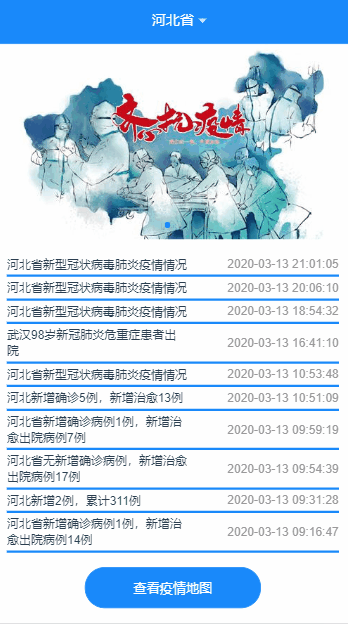 河北省
齐心抗疫情
河北省新型冠状病毒肺炎疫情情况 2020-03-13 21:01:05
河北省新型冠状病毒肺炎疫情情况 2020-03-13 20:06:10
河北省新型冠状病毒肺炎疫情情况 2020-03-13 18:54:32
武汉98岁新冠肺炎危重症患者出 2020-03-13 16:41:10
院
河北省新型冠状病毒肺炎疫情情况 2020-03-13 10:53:48
河北新增确诊5例，新增治愈13例 2020-03-13 10:51:09
河北省新增确诊病例1例，新增治 2020-03-13 09:59:19
愈出院病例7例
河北省无新增确诊病例，新增治愈 2020-03-13 09:54:39
出院病例17例
河北新增2例，累计311例 2020-03-13 09:31:28
河北省新增确诊病例1例，新增治 2020-03-13 09:16:47
愈出院病例14例
查看疫情地图